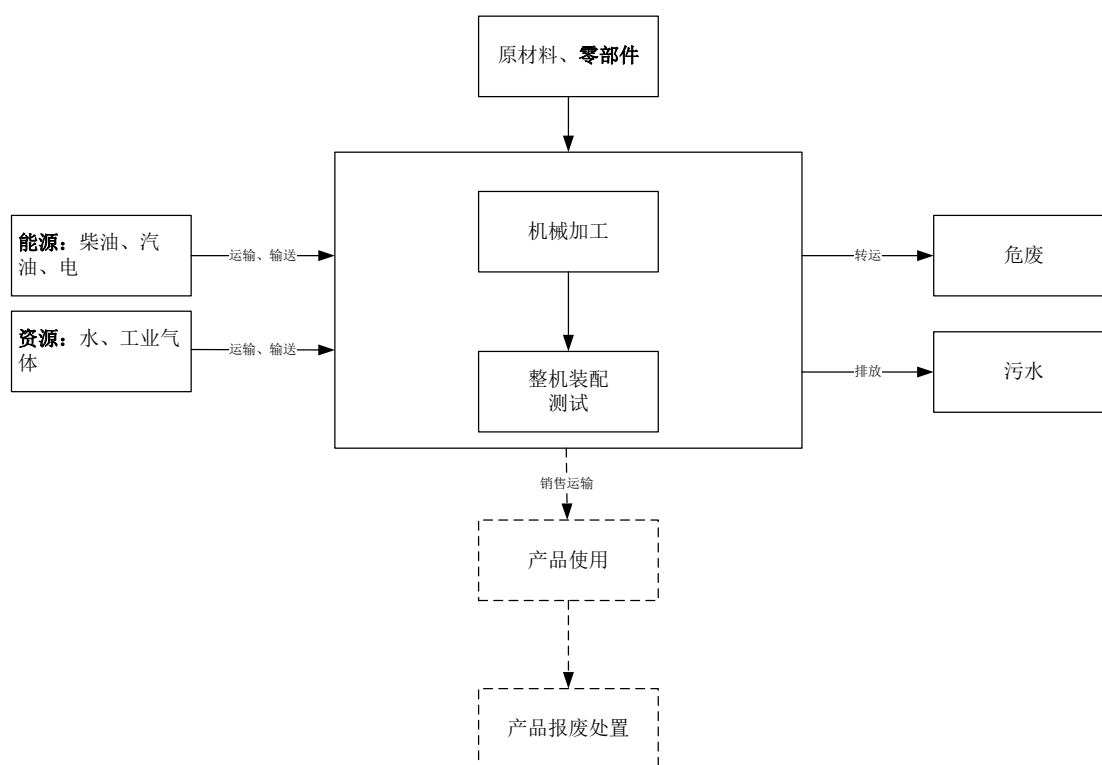 原材料、零部件
机械加工
能源：柴油、汽
油、电
运输、输送
转运
危废
资源：水、工业气
体
运输、输送
整机装配
测试
排放
污水
销售运输
产品使用
产品报废处置